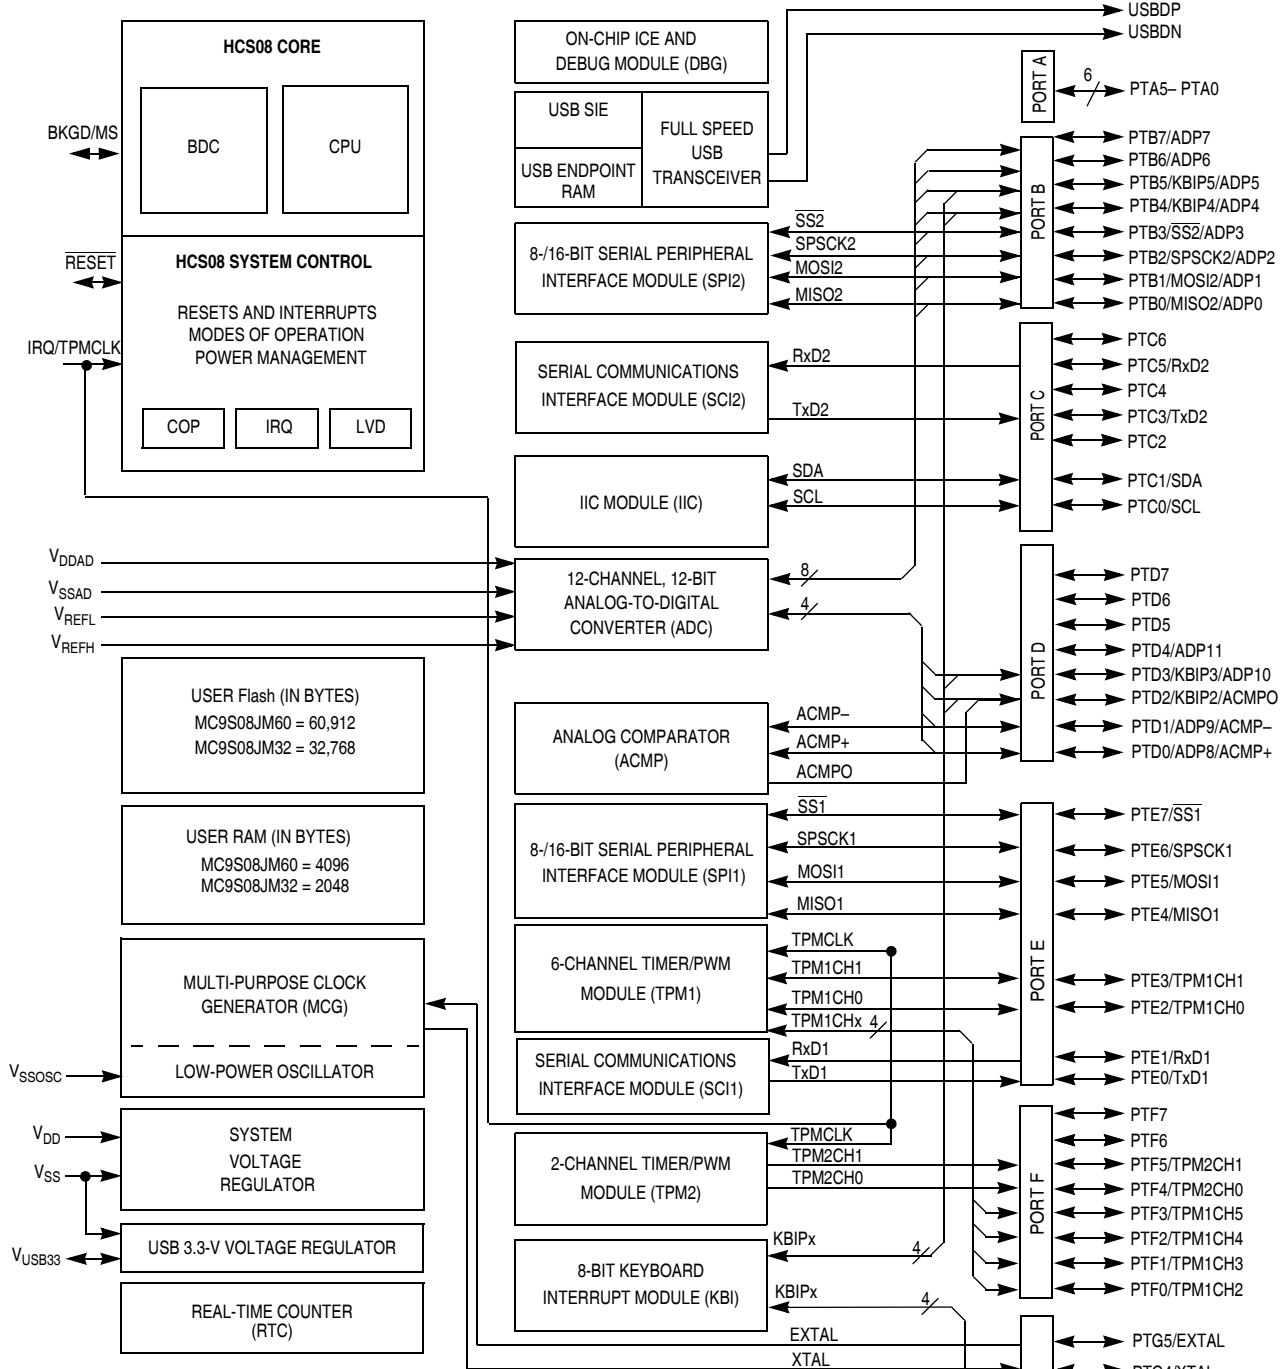 HCS08 CORE
BDC
CPU
BKGD/MS
RESET
HCS08 SYSTEM CONTROL
RESETS AND INTERRUPTS
MODES OF OPERATION
POWER MANAGEMENT
IRQ/TPMCLK
COP
IRQ
LVD
VDDAD
VSSAD
VREFL
VREFH
USER Flash (IN BYTES)
MC9S08JM60 = 60,912
MC9S08JM32 = 32,768
USER RAM (IN BYTES)
MC9S08JM60 = 4096
MC9S08JM32 = 2048
MULTI-PURPOSE CLOCK
GENERATOR (MCG)
LOW-POWER OSCILLATOR
VSSOSC
VDD
VSS
SYSTEM
VOLTAGE
REGULATOR
VUSB33
USB 3.3-V VOLTAGE REGULATOR
REAL-TIME COUNTER
(RTC)
ON-CHIP ICE AND
DEBUG MODULE (DBG)
USB SIE
USB ENDPOINT
RAM
FULL SPEED
USB
TRANSCEIVER
8-/16-BIT SERIAL PERIPHERAL
INTERFACE MODULE (SPI2)
SS2
SPSCK2
MOSI2
MISO2
SERIAL COMMUNICATIONS
INTERFACE MODULE (SCI2)
RxD2
TxD2
IIC MODULE (IIC)
SDA
SCL
12-CHANNEL, 12-BIT
ANALOG-TO-DIGITAL
CONVERTER (ADC)
8
4
ANALOG COMPARATOR
(ACMP)
ACMP–
ACMP+
ACMPO
8-/16-BIT SERIAL PERIPHERAL
INTERFACE MODULE (SPI1)
SS1
SPSCK1
MOSI1
MISO1
6-CHANNEL TIMER/PWM
MODULE (TPM1)
TPMCLK
TPM1CH1
TPM1CH0
TPM1CHx 4
SERIAL COMMUNICATIONS
INTERFACE MODULE (SCI1)
RxD1
TxD1
2-CHANNEL TIMER/PWM
MODULE (TPM2)
TPMCLK
TPM2CH1
TPM2CH0
8-BIT KEYBOARD
INTERRUPT MODULE (KBI)
KBIPx 4
KBIPx 4
EXTAL
XTAL
USBDP
USBDN
PORT A
6
PTA5– PTA0
PORT B
PTB7/ADP7
PTB6/ADP6
PTB5/KBIP5/ADP5
PTB4/KBIP4/ADP4
PTB3/SS2/ADP3
PTB2/SPSCK2/ADP2
PTB1/MOSI2/ADP1
PTB0/MISO2/ADP0
PORT C
PTC6
PTC5/RxD2
PTC4
PTC3/TxD2
PTC2
PTC1/SDA
PTC0/SCL
PORT D
PTD7
PTD6
PTD5
PTD4/ADP11
PTD3/KBIP3/ADP10
PTD2/KBIP2/ACMPO
PTD1/ADP9/ACMP–
PTD0/ADP8/ACMP+
PORT E
PTE7/SS1
PTE6/SPSCK1
PTE5/MOSI1
PTE4/MISO1
PTE3/TPM1CH1
PTE2/TPM1CH0
PTE1/RxD1
PTE0/TxD1
PORT F
PTF7
PTF6
PTF5/TPM2CH1
PTF4/TPM2CH0
PTF3/TPM1CH5
PTF2/TPM1CH4
PTF1/TPM1CH3
PTF0/TPM1CH2
PTG5/EXTAL